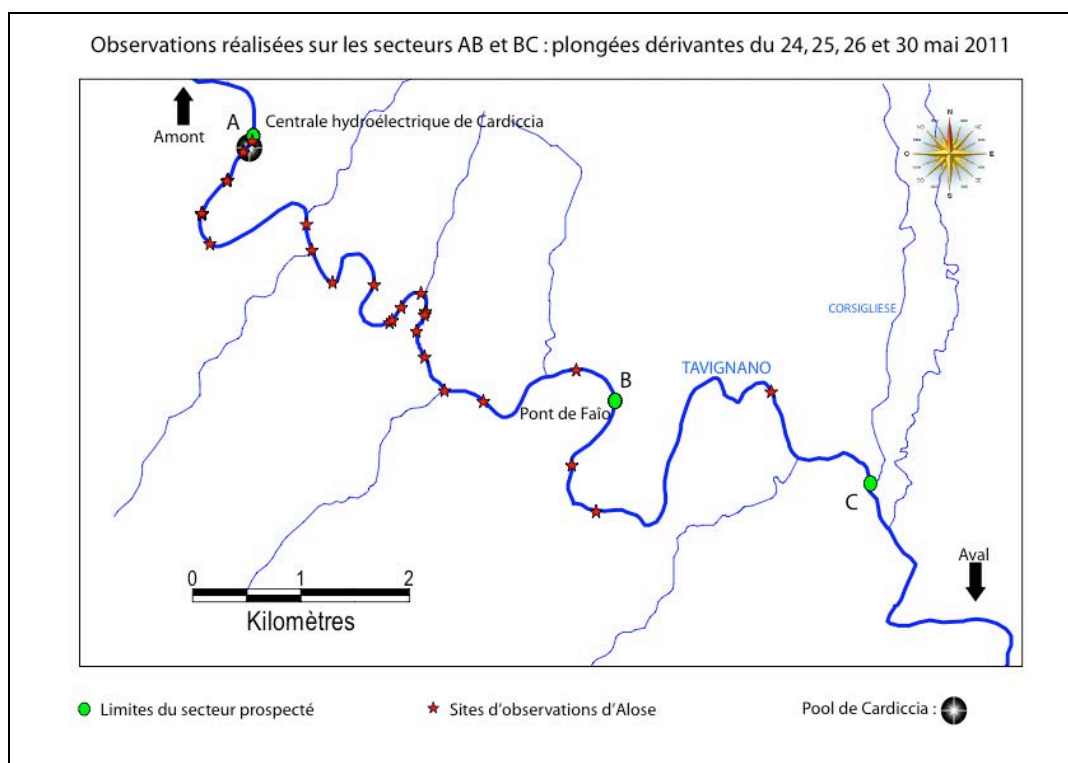 Observations réalisées sur les secteurs AB et BC : plongées dérivantes du 24, 25, 26 et 30 mai 2011
Amont
A
Centrale hydroélectrique de Cardiccia
N
O
E
S
CORSIGLIESE
TAVIGNANO
B
Pont de Faïo
C
Aval
0 1 2
Kilomètres
Limites du secteur prospecté
Sites d'observations d'Alose
Pool de Cardiccia :